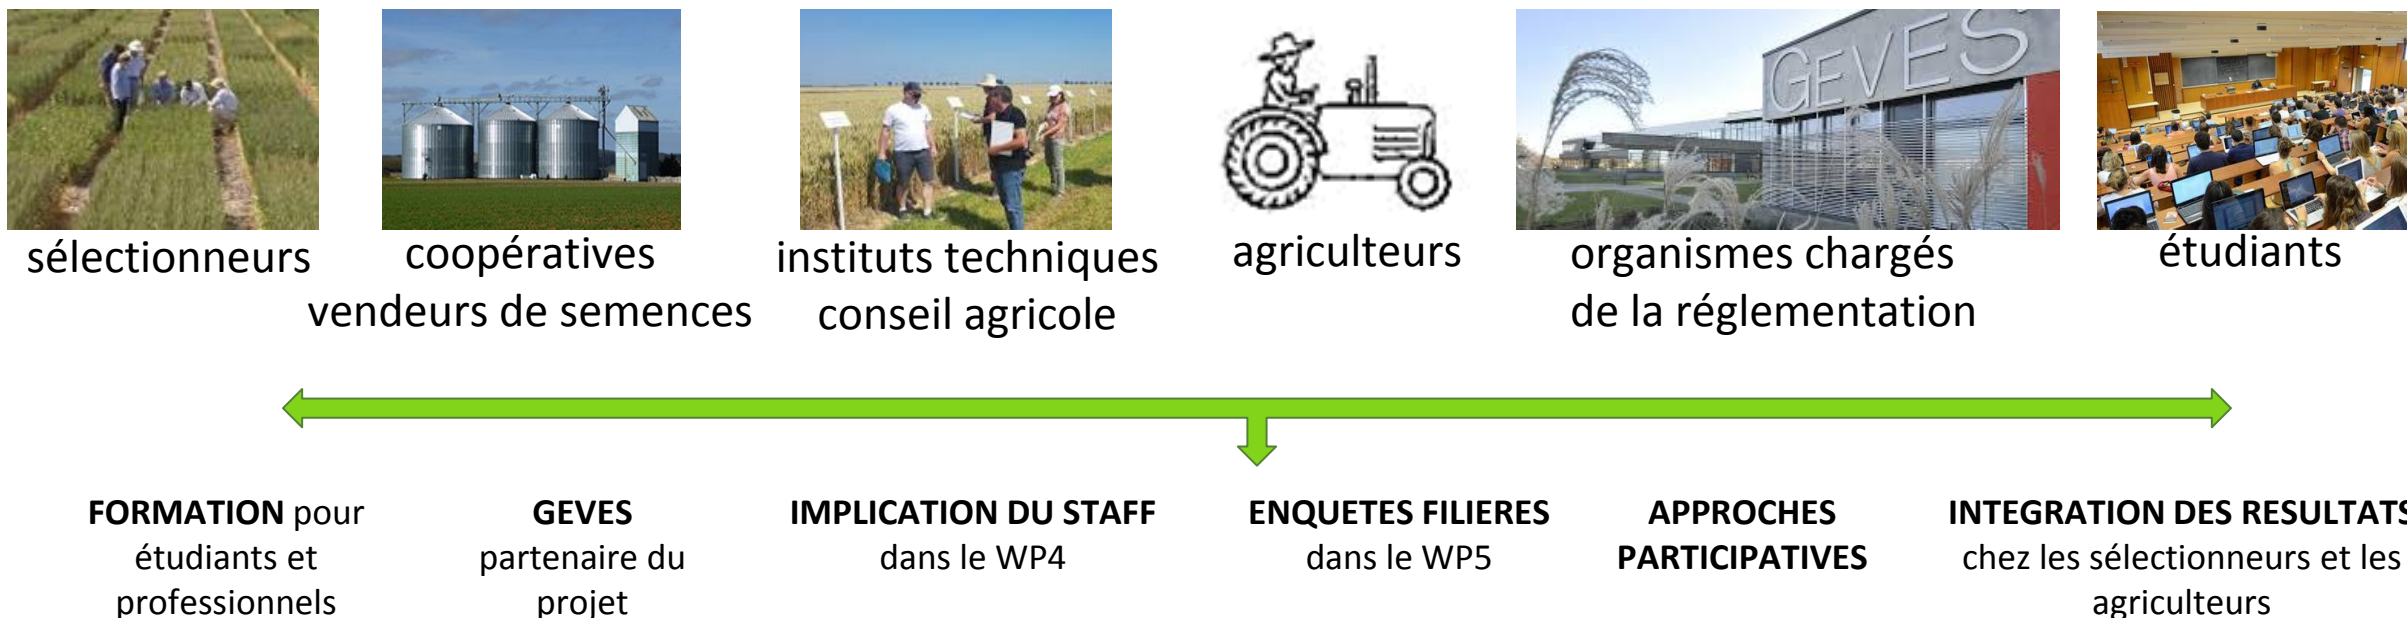 GEVES
sélectionneurs
coopératives
vendeurs de semences
instituts techniques
conseil agricole
agriculteurs
organismes chargés
de la réglementation
étudiants
FORMATION pour
étudiants et
professionnels
GEVES
partenaire du
projet
IMPLICATION DU STAFF
dans le WP4
ENQUETES FILIERES
dans le WP5
APPROCHES
PARTICIPATIVES
INTEGRATION DES RESULTATS
chez les sélectionneurs et les
agriculteurs